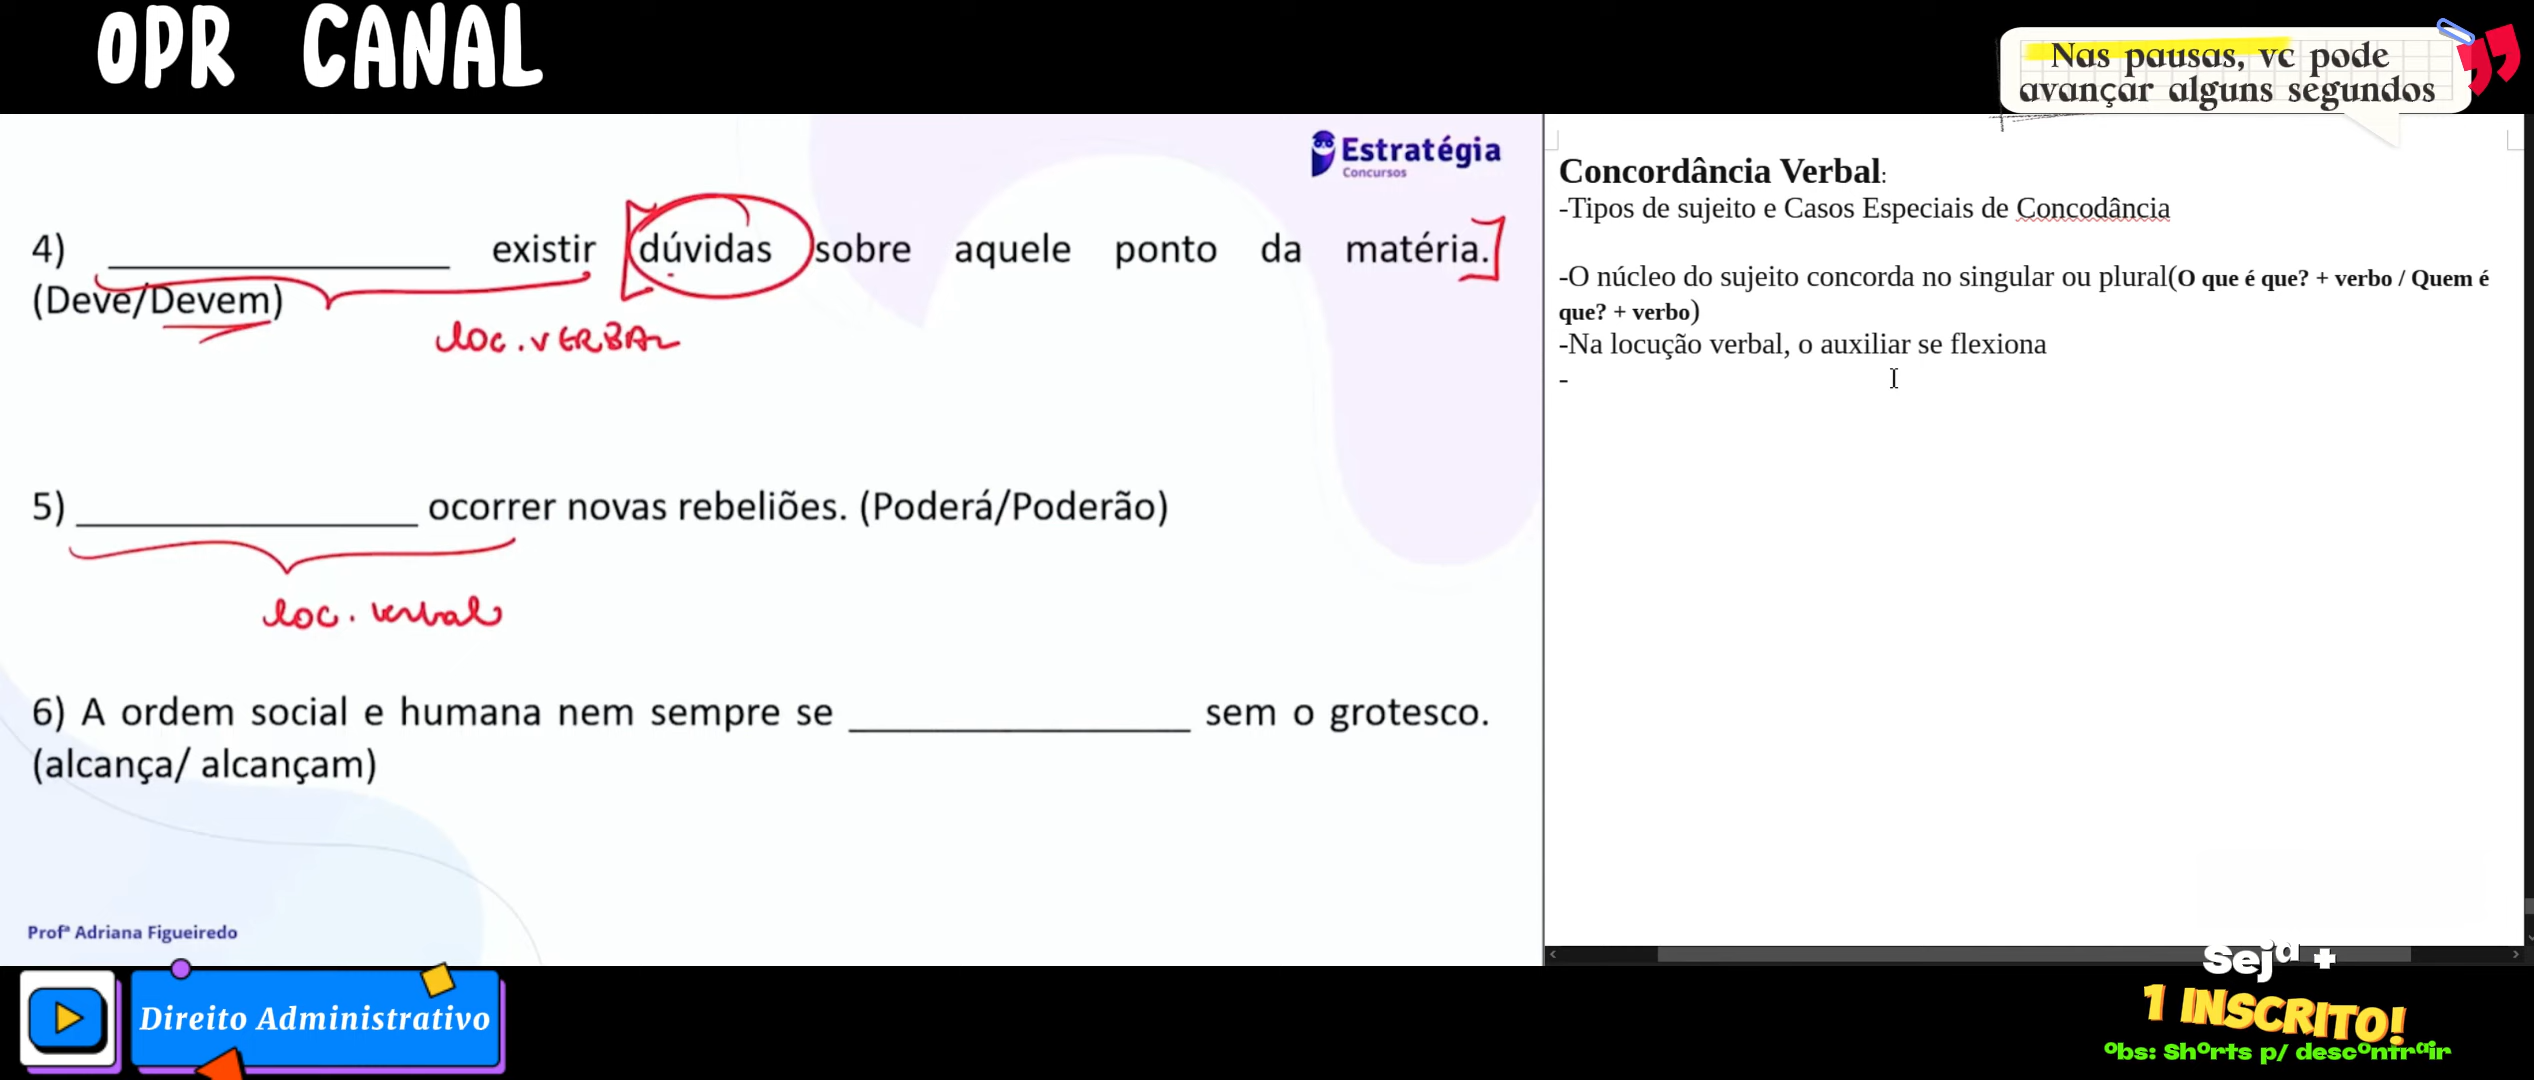 OPR CANAL
Nas pausas, vc pode
avançar alguns segundos
Estratégia
Concursos
4) ________________ existir dúvidas sobre aquele ponto da matéria.
(Deve/Devem)
loc. VERBAL
5) ________________ ocorrer novas rebeliões. (Poderá/Poderão)
loc. verbal
6) A ordem social e humana nem sempre se ________________ sem o grotesco.
(alcança/ alcançam)
Profª Adriana Figueiredo
Concordância Verbal:
-Tipos de sujeito e Casos Especiais de Concodância
-O núcleo do sujeito concorda no singular ou plural(O que é que? + verbo / Quem é
que? + verbo)
-Na locução verbal, o auxiliar se flexiona
-
Direito Administrativo
Seja +
1 INSCRITO!
obs: Shorts p/ descontrair